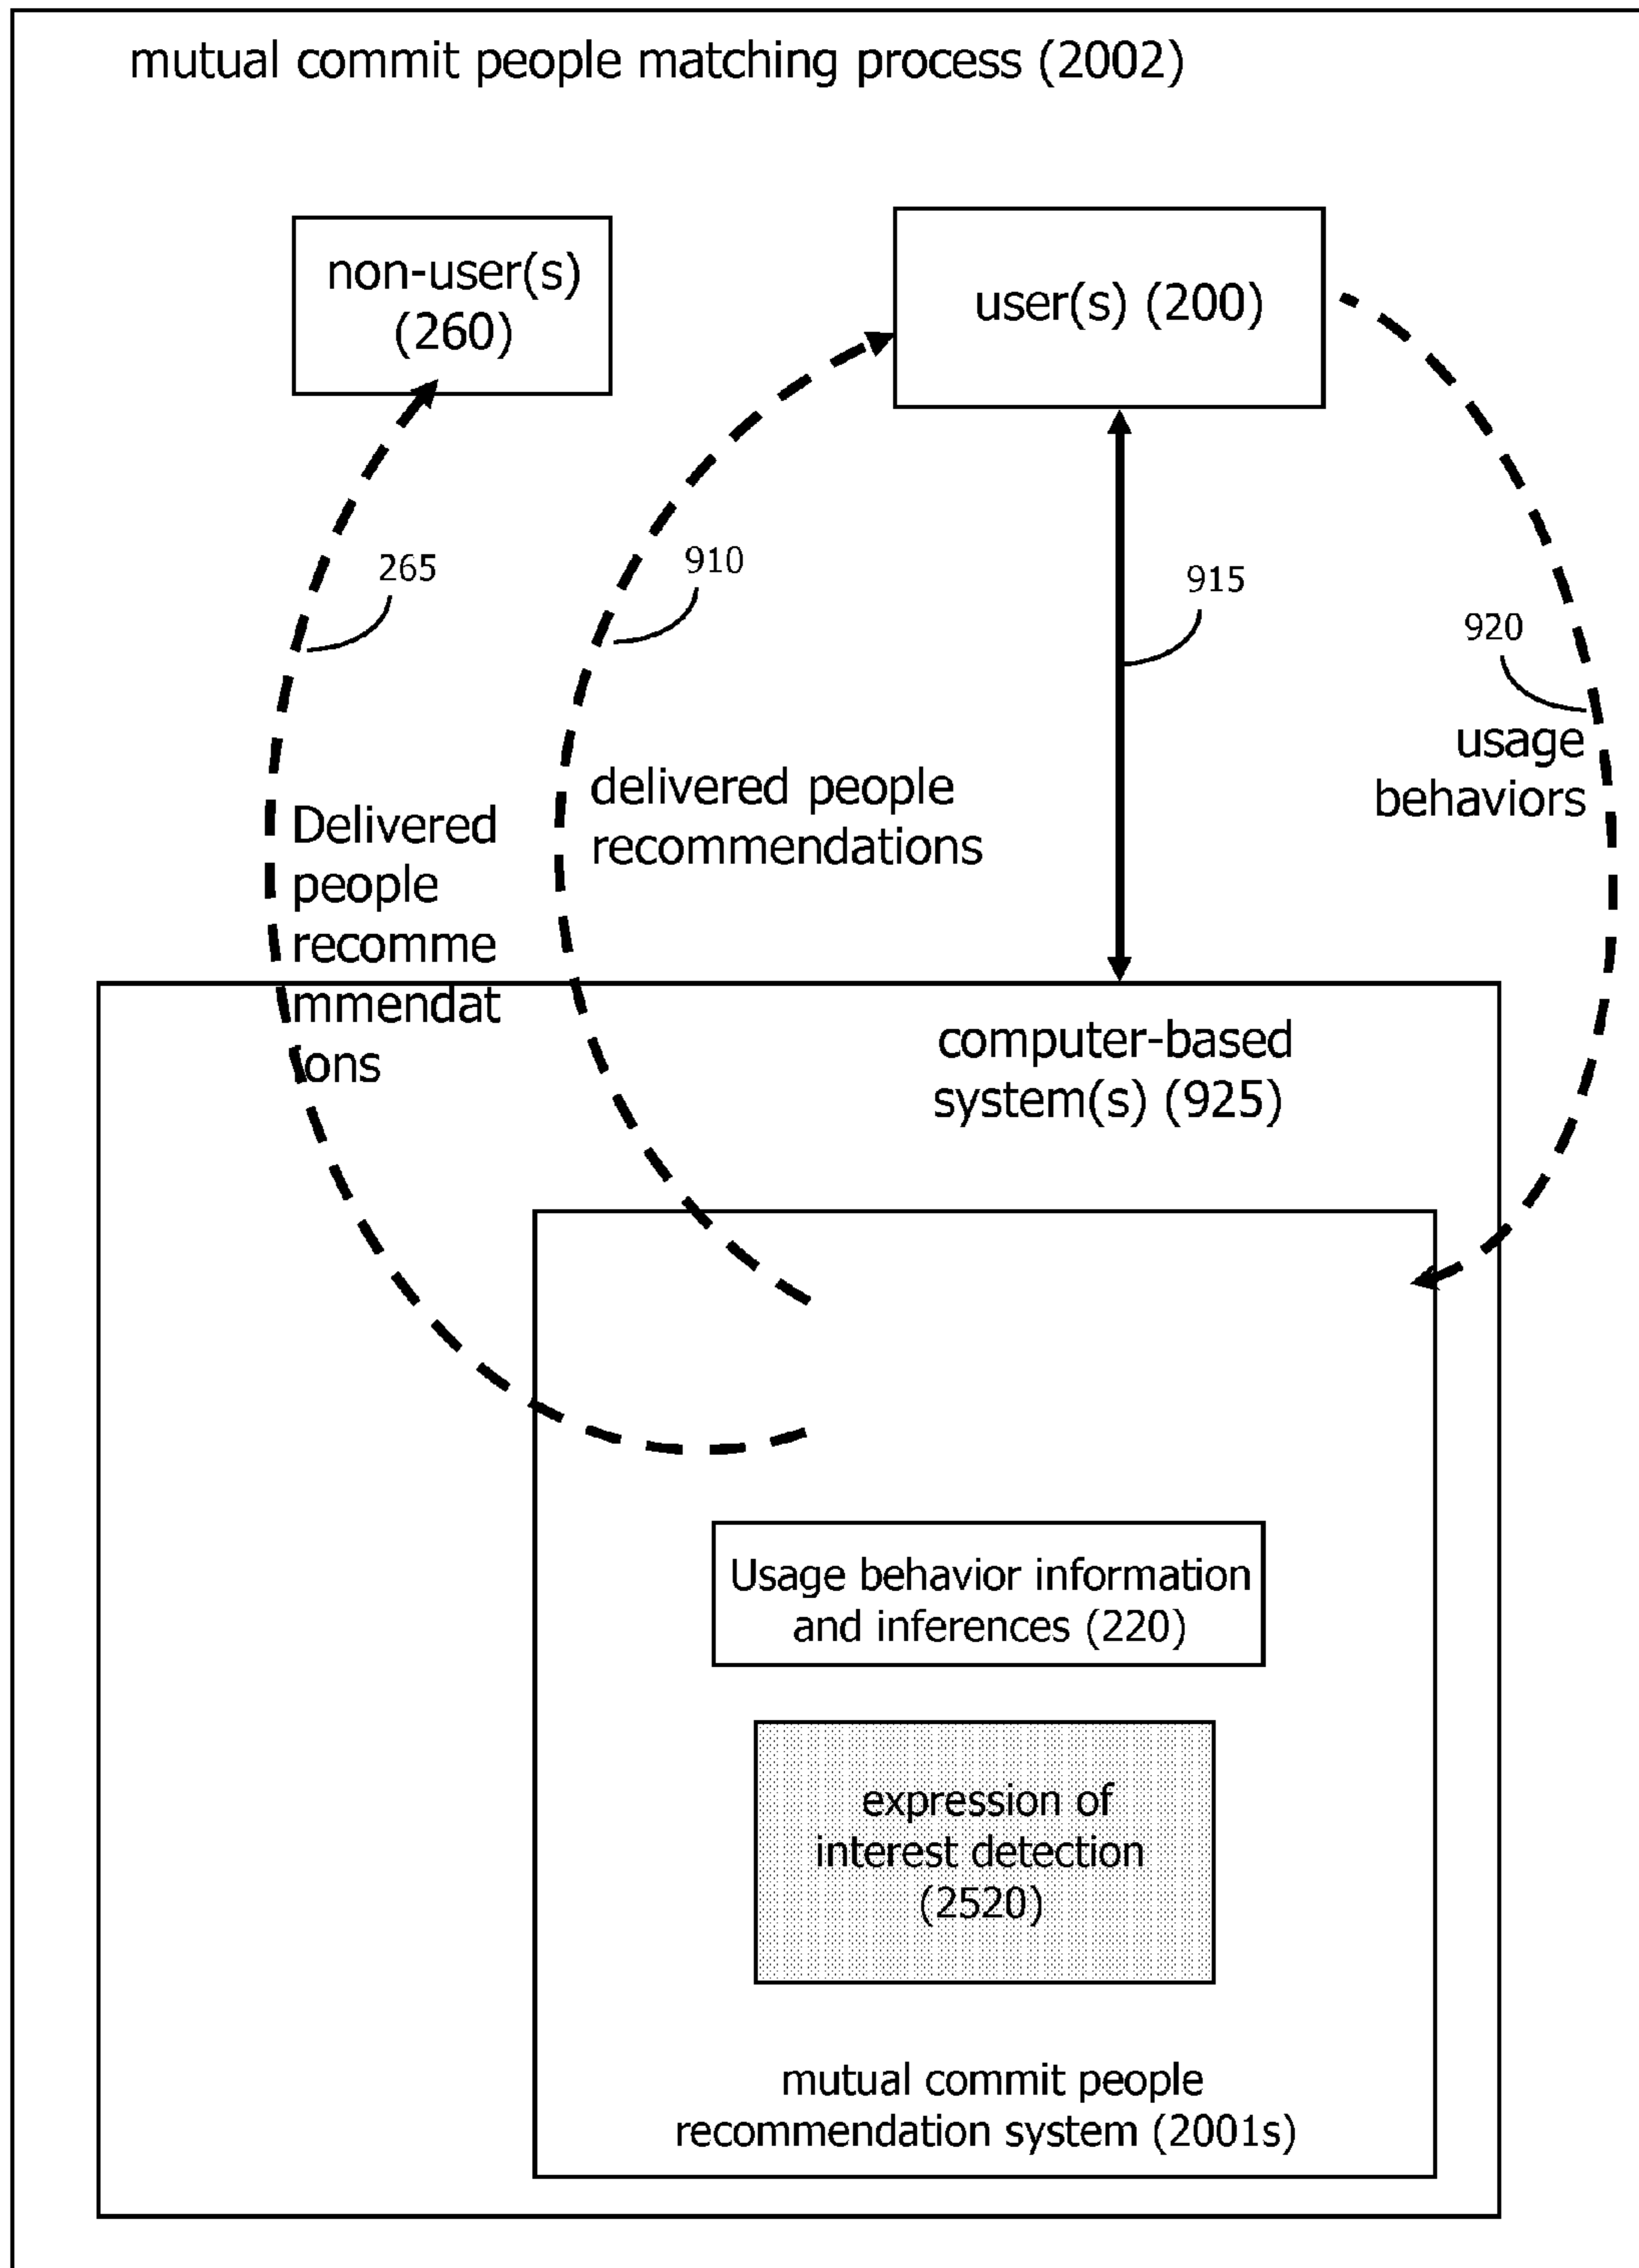 mutual commit people matching process (2002)
non-user(s)
(260)
user(s) (200)
265
910
915
920
usage
behaviors
delivered people
recommendations
Delivered
people
recomme
mmendat
ions
computer-based
system(s) (925)
Usage behavior information
and inferences (220)
expression of
interest detection
(2520)
mutual commit people
recommendation system (2001s)